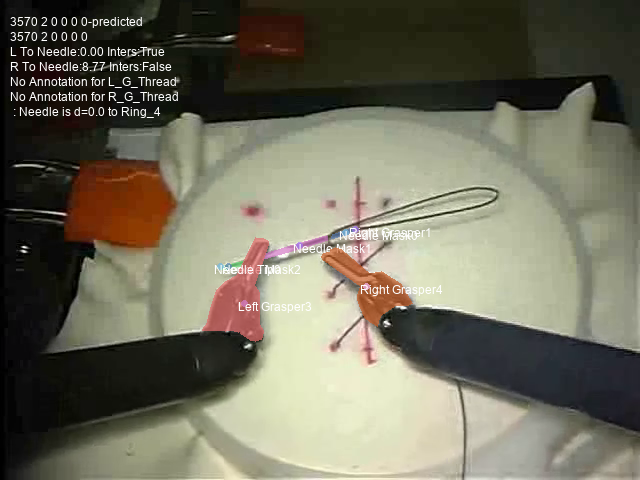 3570 2 0 0 0 0-predicted
3570 2 0 0 0 0
L To Needle:0.00 Inters:True
R To Needle:8.77 Inters:False
No Annotation for L_G_Thread
No Annotation for R_G_Thread
: Needle is d=0.0 to Ring_4
Right Grasper1
Needle Mask0
Needle Mask1
Needle
Mask2
Right Grasper4
Left Grasper3